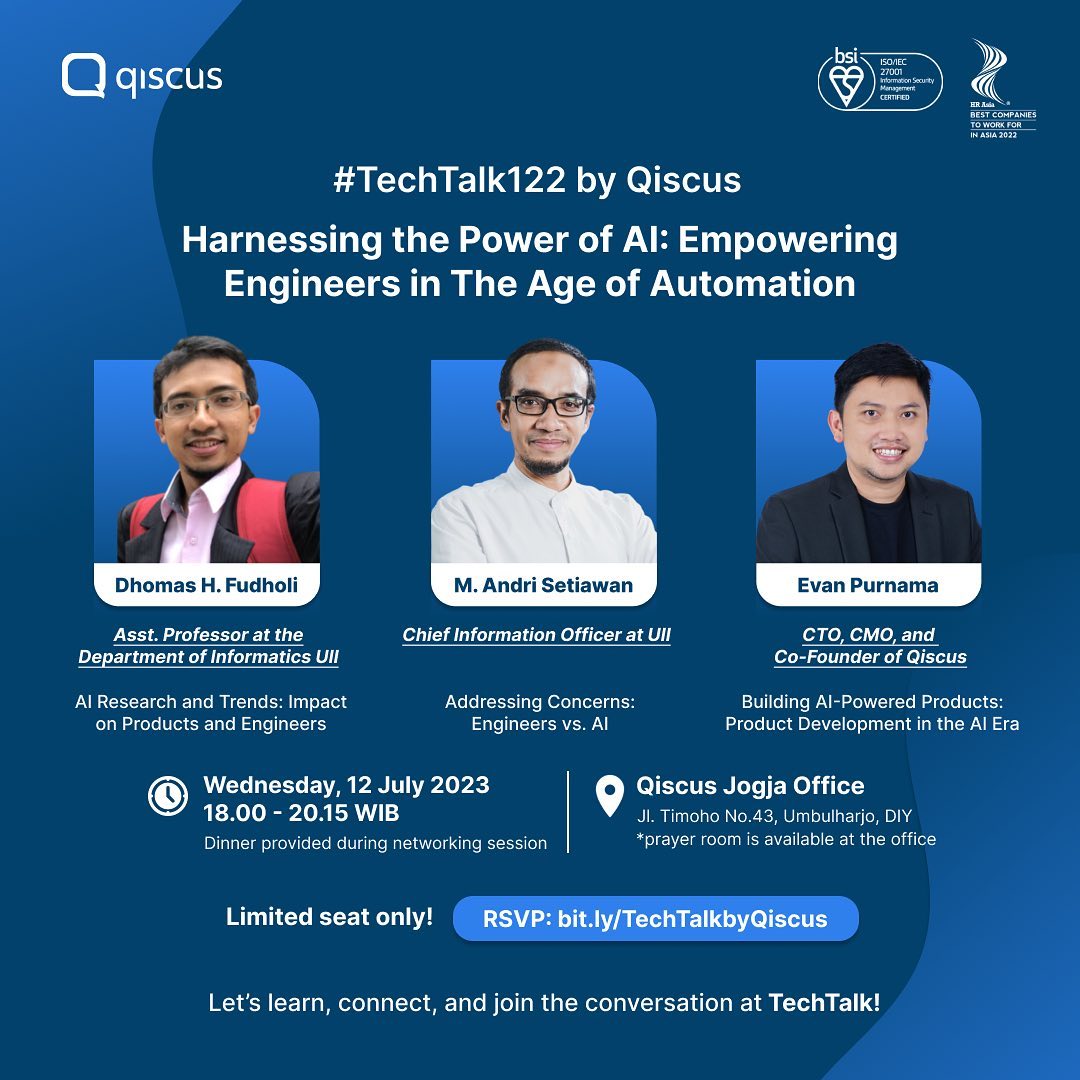 qiscus
bsi
ISO/IEC
27001
Information Security
Management
CERTIFIED
HR Asia
BEST COMPANIES
TO WORK FOR
IN ASIA 2022
#TechTalk122 by Qiscus
Harnessing the Power of AI: Empowering
Engineers in The Age of Automation
Dhomas H. Fudholi
Asst. Professor at the
Department of Informatics UII
AI Research and Trends: Impact
on Products and Engineers
M. Andri Setiawan
Chief Information Officer at UII
Addressing Concerns:
Engineers vs. AI
Evan Purnama
CTO, CMO, and
Co-Founder of Qiscus
Building AI-Powered Products:
Product Development in the AI Era
Wednesday, 12 July 2023
18.00 - 20.15 WIB
Dinner provided during networking session
Qiscus Jogja Office
Jl. Timoho No.43, Umbulharjo, DIY
*prayer room is available at the office
Limited seat only!
RSVP: bit.ly/TechTalkbyQiscus
Let's learn, connect, and join the conversation at TechTalk!